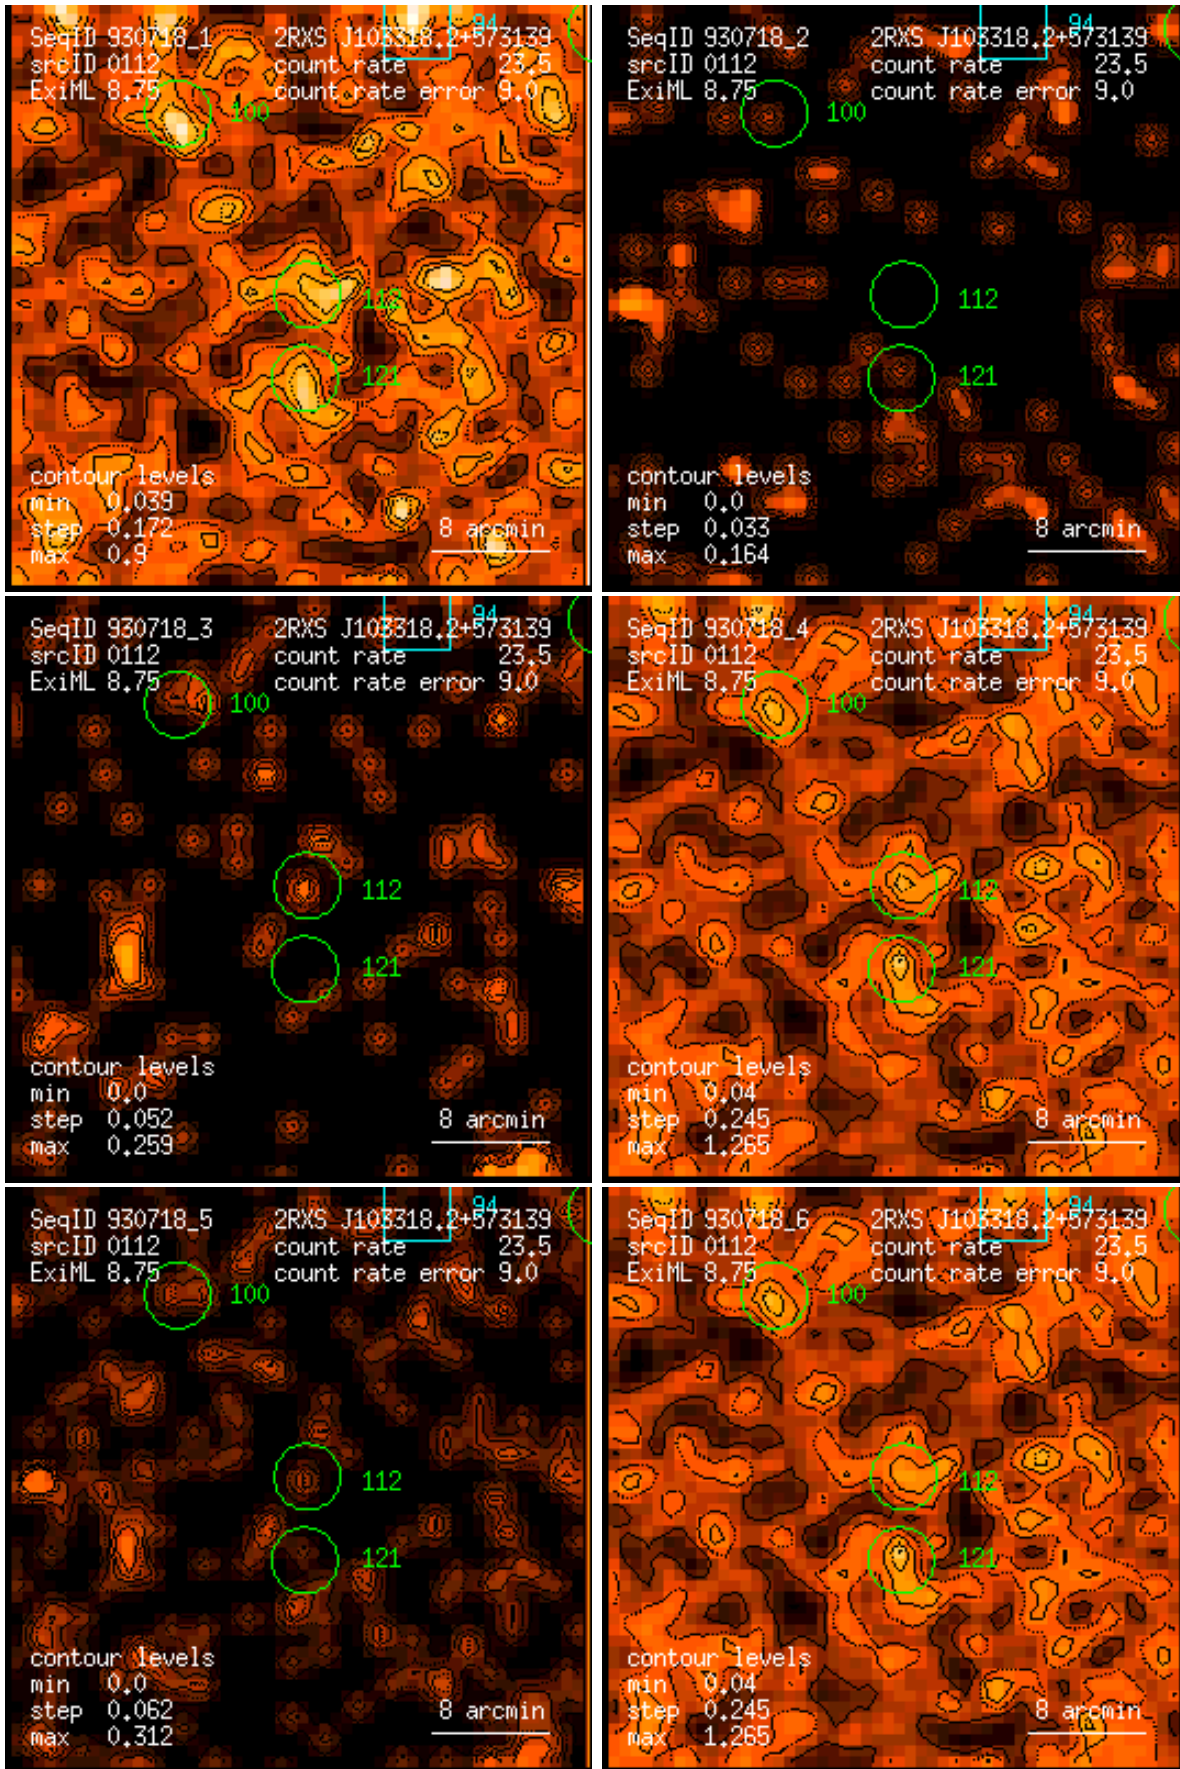 94
SeqID 930718_1 2RXS J103318.2+573139
srcID 0112 count rate 23.5
ExiML 8.75 count rate error 9.0
100
112
121
contour levels
min 0.039
step 0.172 8 arcmin
max 0.9
94
SeqID 930718_2 2RXS J103318.2+573139
srcID 0112 count rate 23.5
ExiML 8.75 count rate error 9.0
100
112
121
contour levels
min 0.0
step 0.033 8 arcmin
max 0.164
94
SeqID 930718_3 2RXS J103318.2+573139
srcID 0112 count rate 23.5
ExiML 8.75 count rate error 9.0
100
112
121
contour levels
min 0.0
step 0.052 8 arcmin
max 0.259
94
SeqID 930718_4 2RXS J103318.2+573139
srcID 0112 count rate 23.5
ExiML 8.75 count rate error 9.0
100
112
121
contour levels
min 0.04
step 0.245 8 arcmin
max 1.265
94
SeqID 930718_5 2RXS J103318.2+573139
srcID 0112 count rate 23.5
ExiML 8.75 count rate error 9.0
100
112
121
contour levels
min 0.0
step 0.062 8 arcmin
max 0.312
94
SeqID 930718_6 2RXS J103318.2+573139
srcID 0112 count rate 23.5
ExiML 8.75 count rate error 9.0
100
112
121
contour levels
min 0.04
step 0.245 8 arcmin
max 1.265